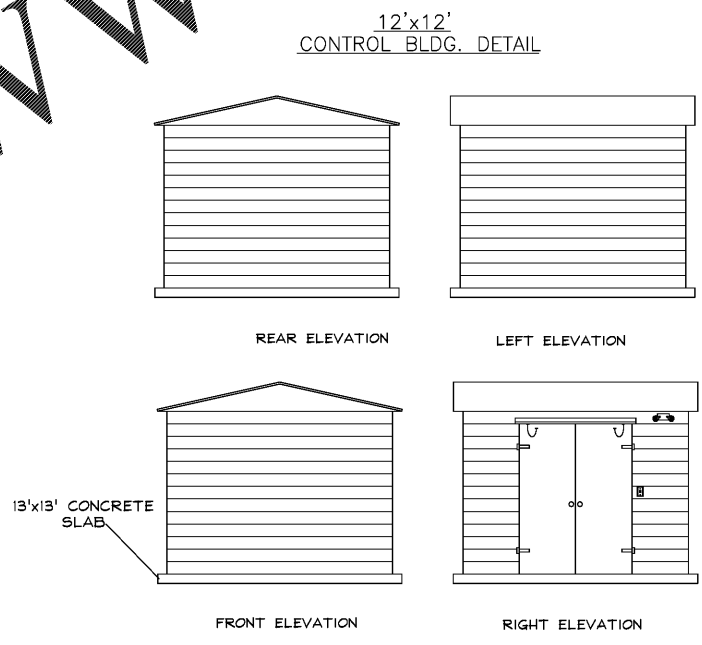 12'x12'
CONTROL BLDG. DETAIL
REAR ELEVATION
LEFT ELEVATION
13'x13' CONCRETE
SLAB
FRONT ELEVATION
RIGHT ELEVATION